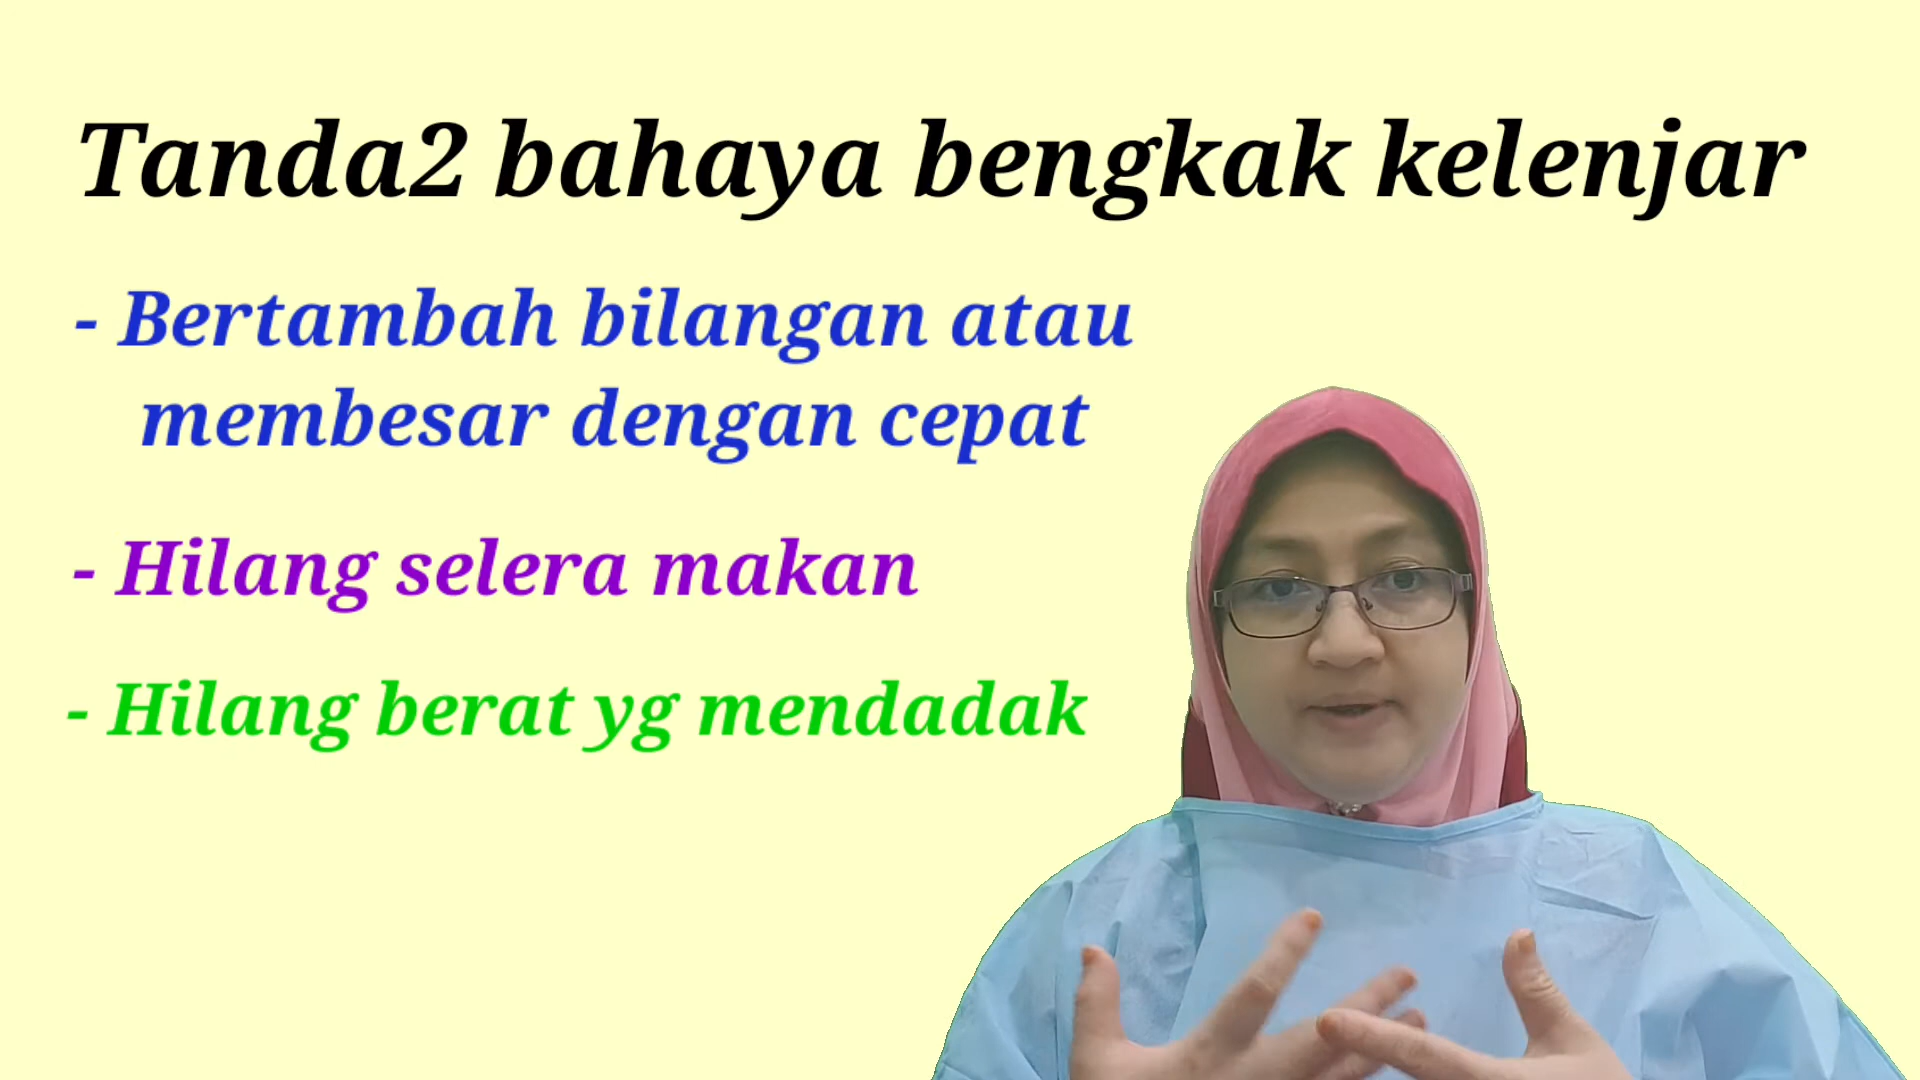 Tanda2 bahaya bengkak kelenjar
- Bertambah bilangan atau
membesar dengan cepat
- Hilang selera makan
- Hilang berat yg mendadak